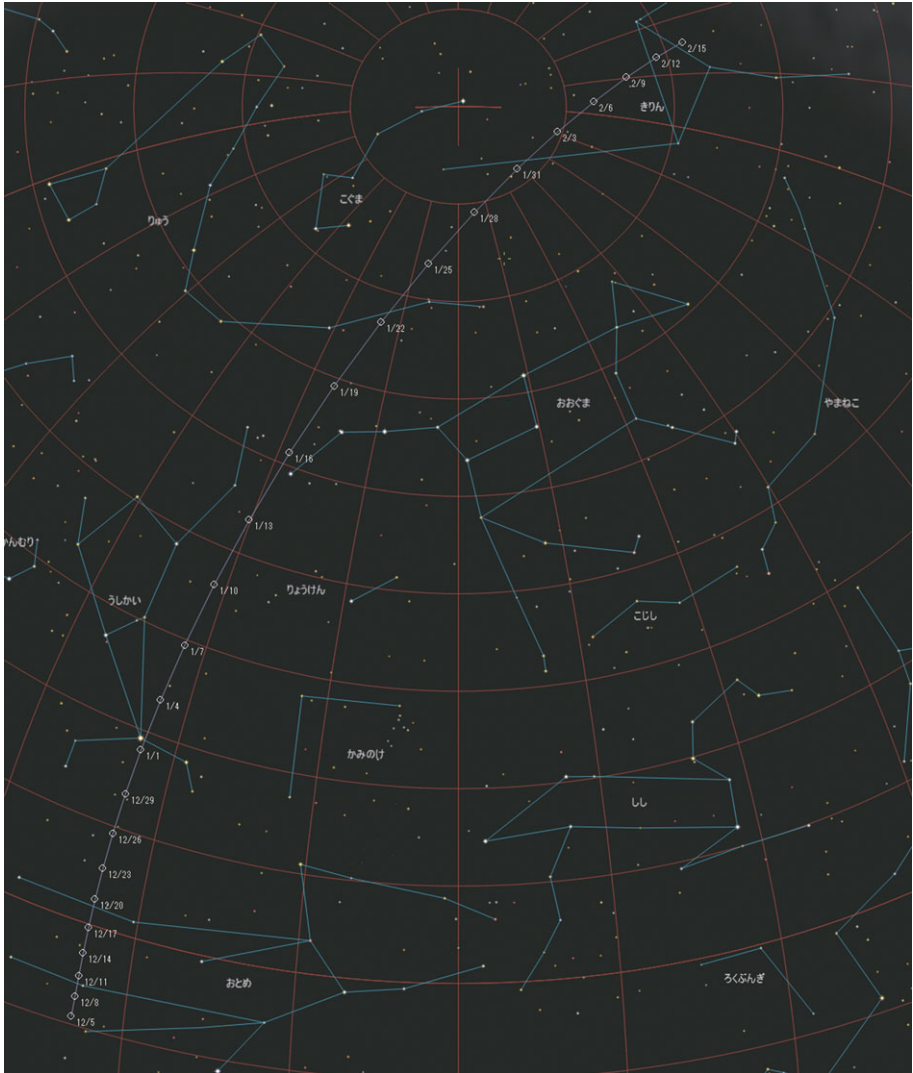 2/15
2/12
2/9
2/6
きりん
2/3
1/31
こぐま
1/28
りゅう
1/25
1/22
1/19
おおぐま
やまねこ
1/16
1/13
かんむり
りょうけん
1/10
うしかい
こじし
1/7
1/4
かみのけ
1/1
12/29
しし
12/26
12/23
12/20
12/17
12/14
12/11
おとめ
ろくぶんぎ
12/8
12/5